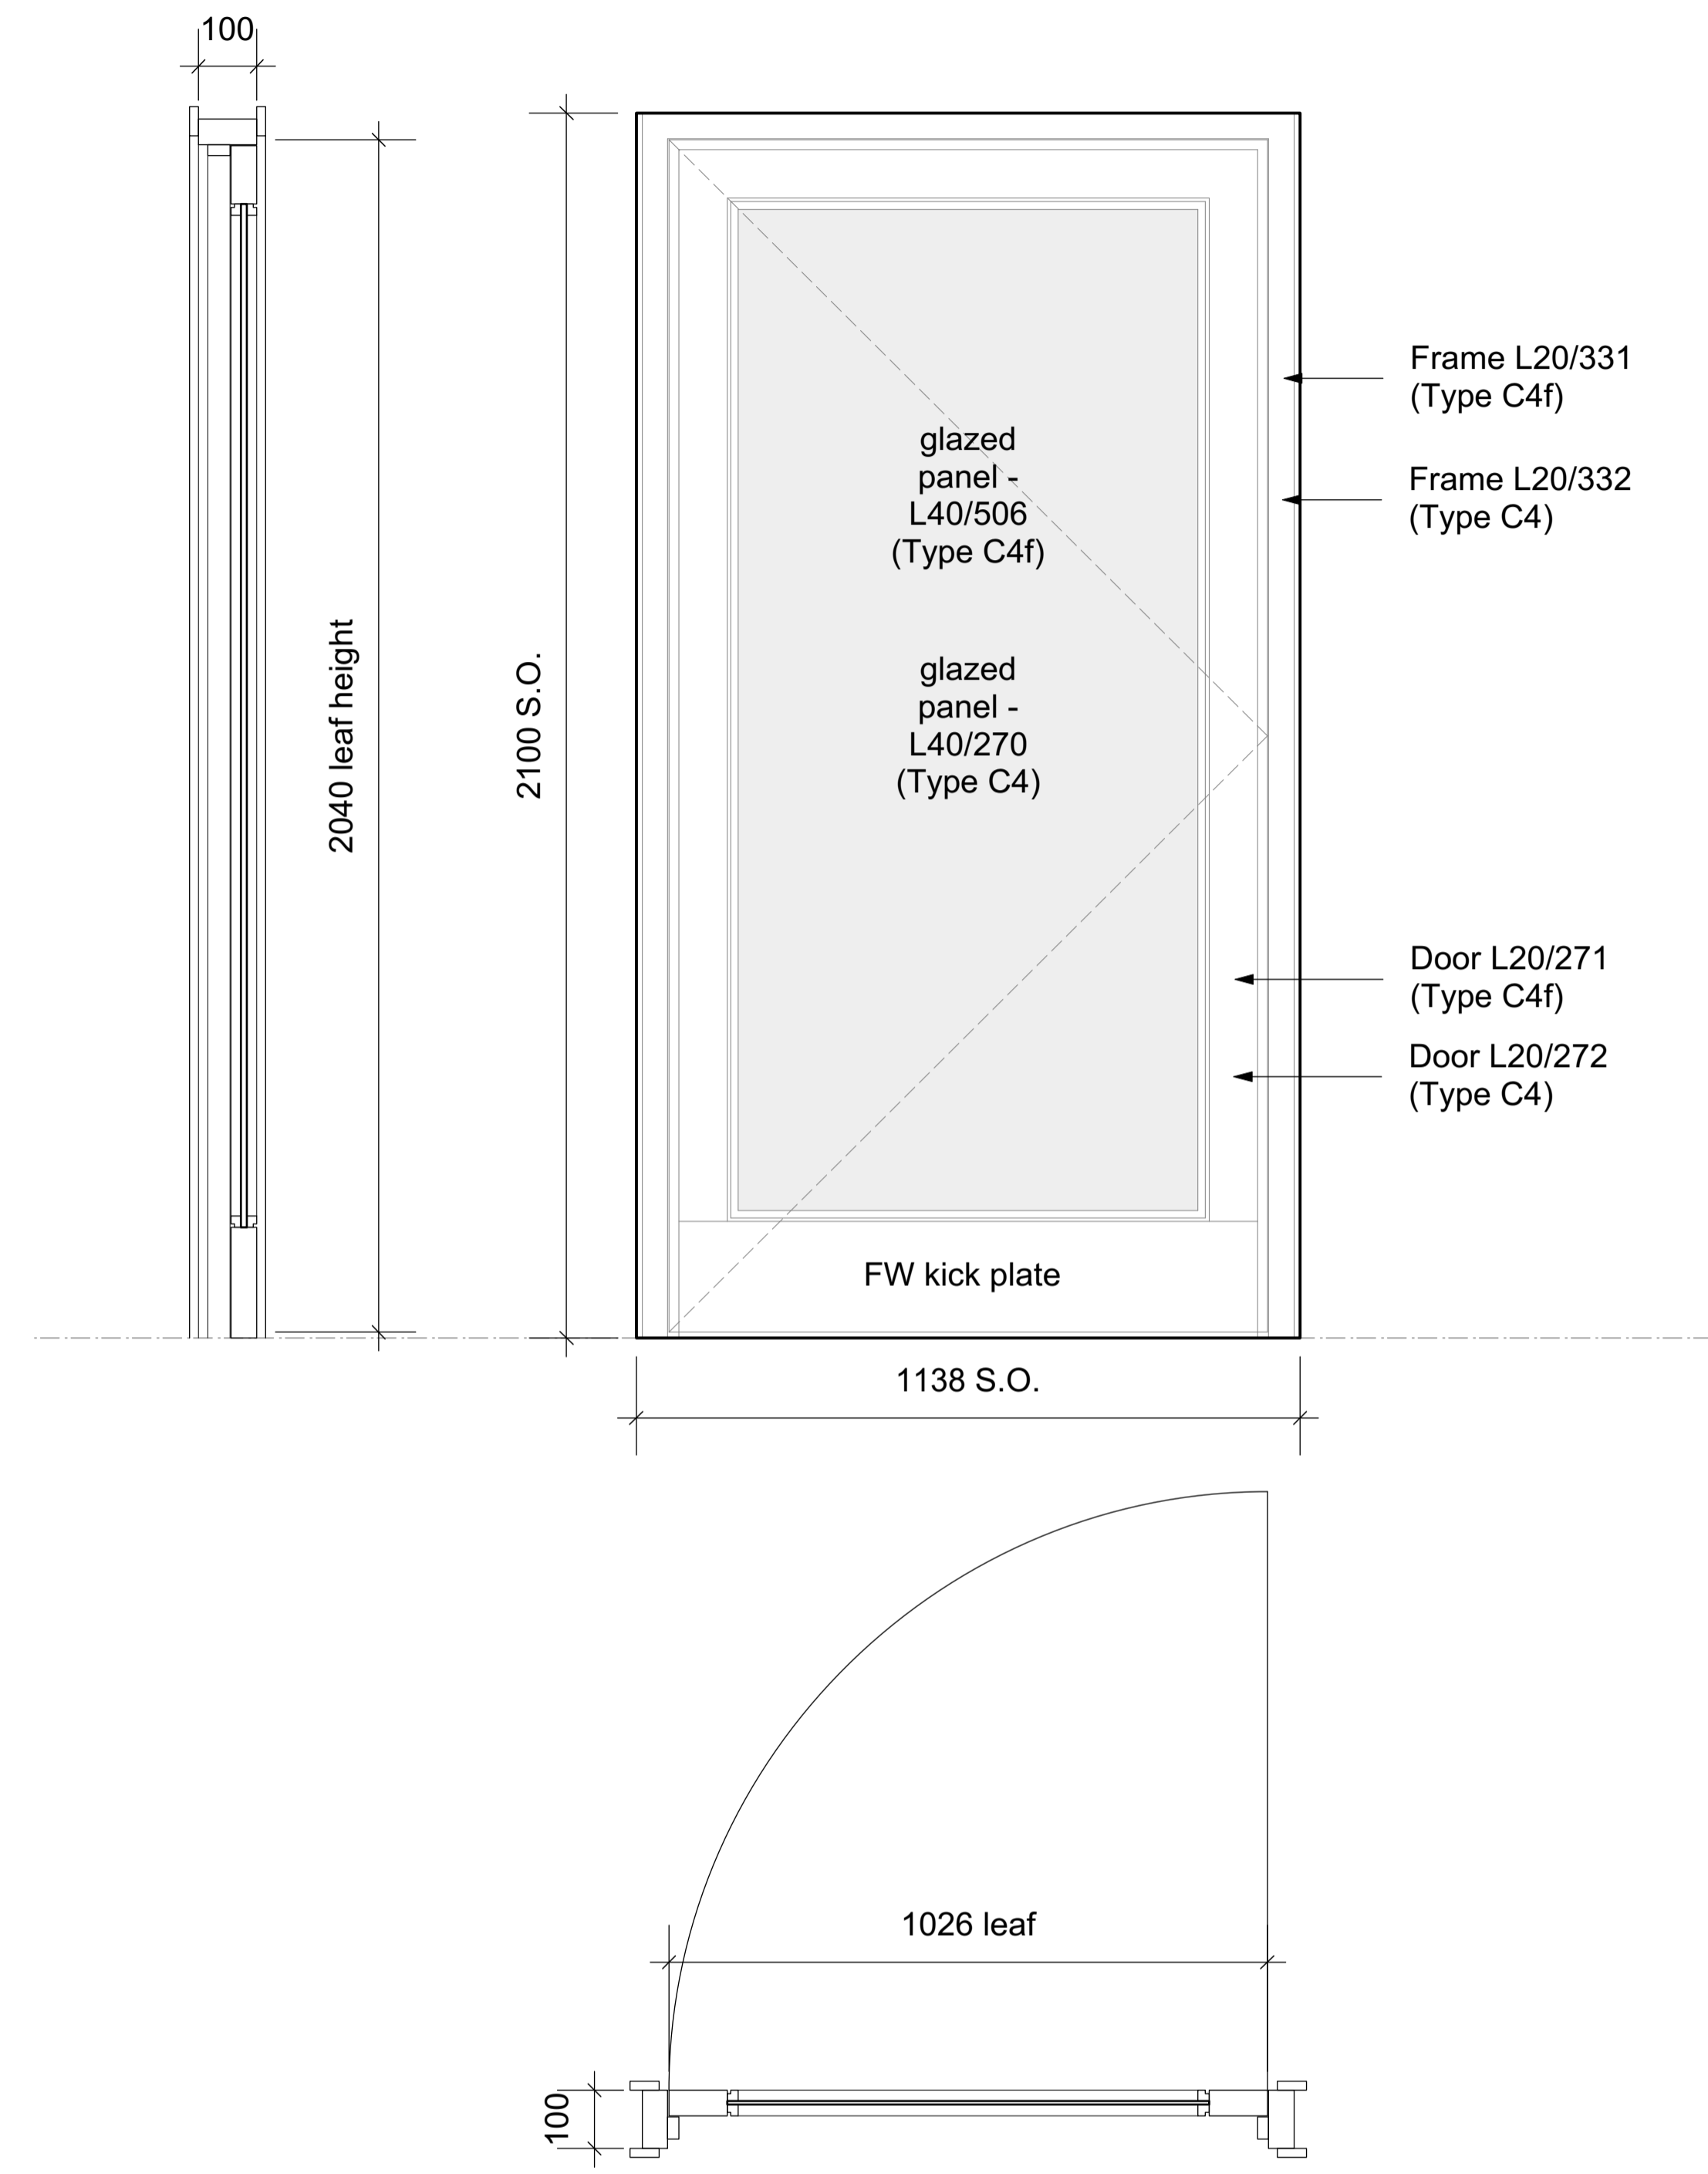 100
2040 leaf height
2100 S.O.
glazed
panel -
L40/506
(Type C4f)
glazed
panel -
L40/270
(Type C4)
Frame L20/331
(Type C4f)
Frame L20/332
(Type C4)
Door L20/271
(Type C4f)
Door L20/272
(Type C4)
FW kick plate
1138 S.O.
1026 leaf
100